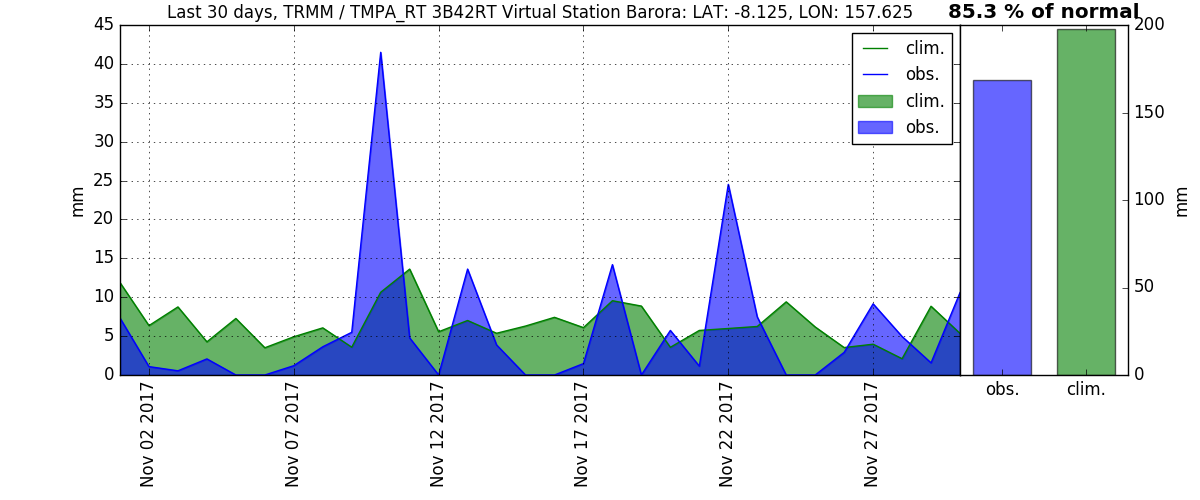 Last 30 days, TRMM / TMPA_RT 3B42RT Virtual Station Barora: LAT: -8.125, LON: 157.625
85.3 % of normal
45
40
35
30
25
20
15
10
5
0
mm
clim.
obs.
clim.
obs.
200
150
100
50
0
mm
obs.
clim.
Nov 02 2017
Nov 07 2017
Nov 12 2017
Nov 17 2017
Nov 22 2017
Nov 27 2017